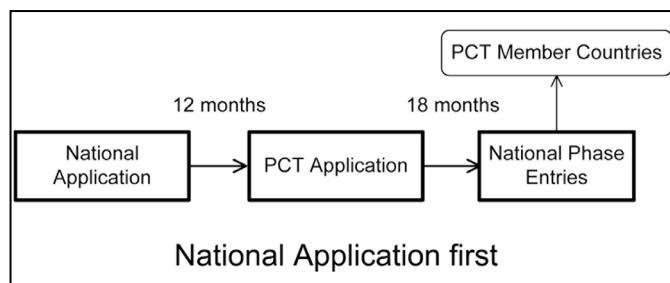 PCT Member Countries
12 months
18 months
National
Application
PCT Application
National Phase
Entries
National Application first